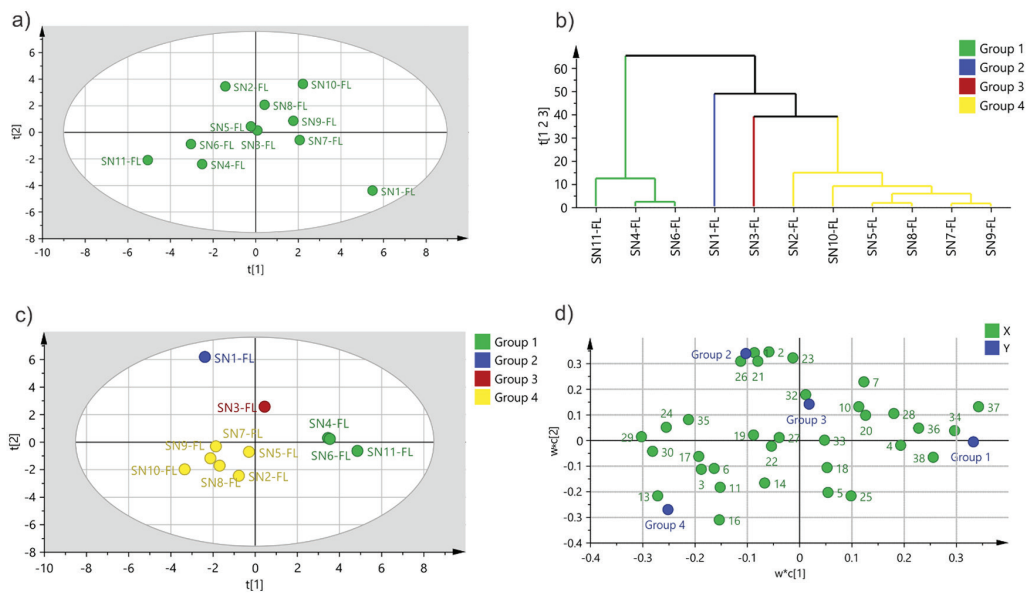 a)
6
4
2
0
-2
-4
-6
-8
t[2]
SN2-FL
SN10-FL
SN8-FL
SN9-FL
SN5-FL
SN7-FL
SN6-FL
SN3-FL
SN11-FL
SN4-FL
SN1-FL
-10 -8 -6 -4 -2 0 2 4 6 8
t[1]
b)
Group 1
Group 2
Group 3
Group 4
60
50
40
30
20
10
0
t[1 2 3]
SN11-FL
SN4-FL
SN6-FL
SN1-FL
SN3-FL
SN2-FL
SN10-FL
SN5-FL
SN8-FL
SN7-FL
SN9-FL
c)
Group 1
Group 2
Group 3
Group 4
6
4
2
0
-2
-4
-6
-8
t[2]
SN1-FL
SN3-FL
SN4-FL
SN7-FL
SN9-FL
SN5-FL
SN6-FL
SN11-FL
SN10-FL
SN8-FL
SN2-FL
-10 -8 -6 -4 -2 0 2 4 6 8
t[1]
d)
X
Y
0.3
0.2
0.1
0
-0.1
-0.2
-0.3
-0.4
w*c[2]
Group 2
1 2
23
26 21
7
32
37
Group 3
10
28
34
24
35
20
36
29
19
27
33
4
Group 1
30
17
22
38
6
18
3
11
14
13
5
25
Group 4
16
-0.4 -0.3 -0.2 -0.1 0 0.1 0.2 0.3
w*c[1]